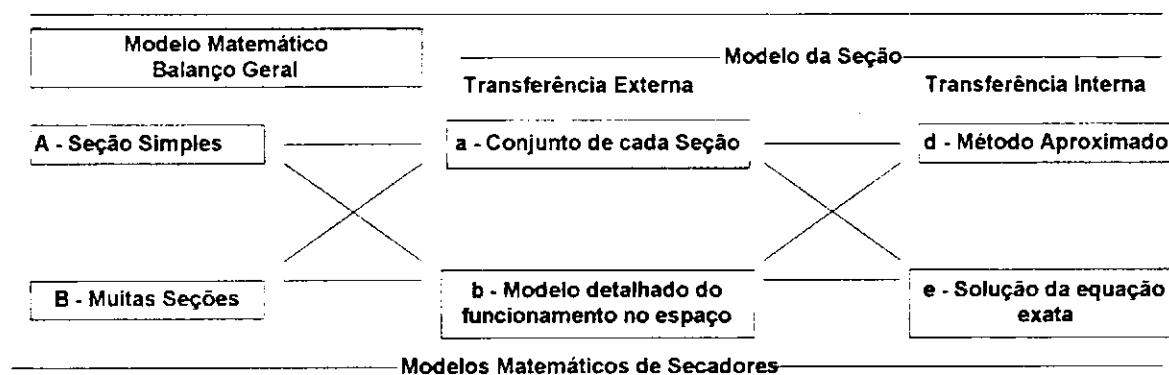 Modelo Matemático
Balanço Geral
Modelo da Seção
Transferência Externa
Transferência Interna
A - Seção Simples
a - Conjunto de cada Seção
d - Método Aproximado
B - Muitas Seções
b - Modelo detalhado do
funcionamento no espaço
e - Solução da equação
exata
Modelos Matemáticos de Secadores